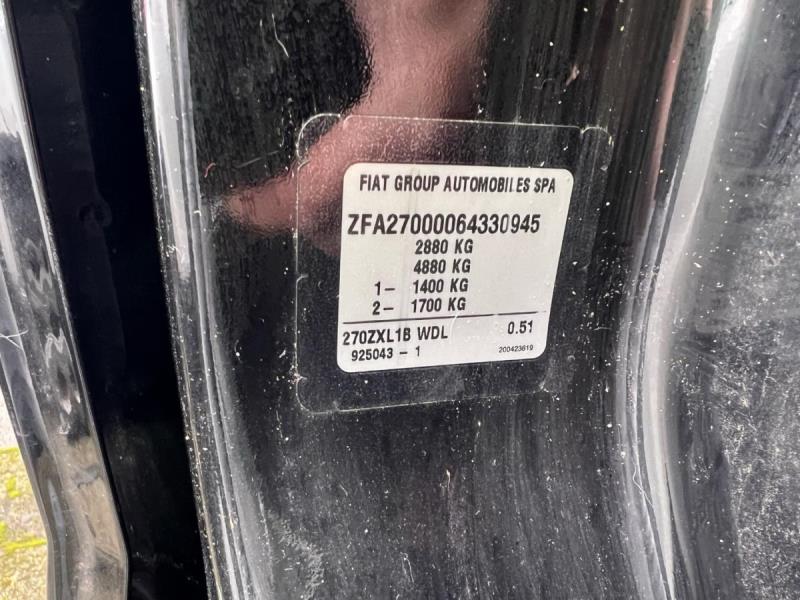 FIAT GROUP AUTOMOBILES SPA
ZFA27000064330945
2880 KG
4880 KG
1- 1400 KG
2- 1700 KG
270ZXL1B WDL 0.51
925043 - 1 200423619